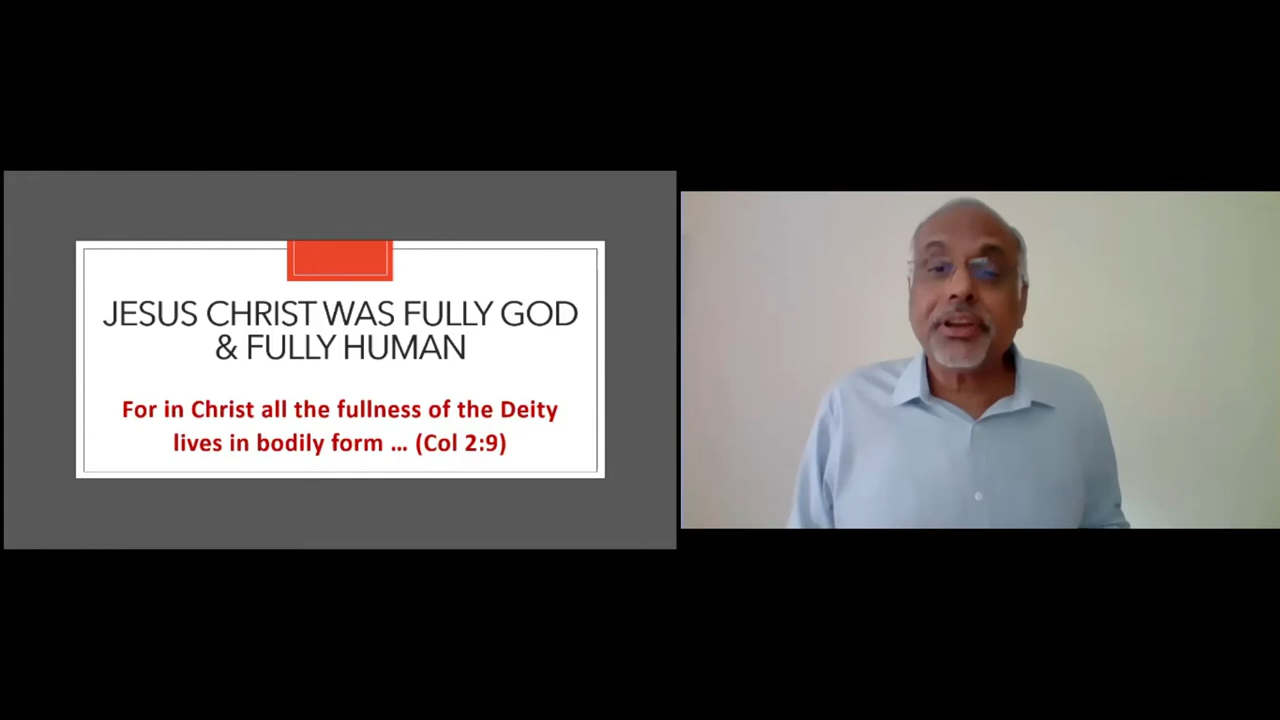 JESUS CHRIST WAS FULLY GOD
& FULLY HUMAN
For in Christ all the fullness of the Deity
lives in bodily form … (Col 2:9)